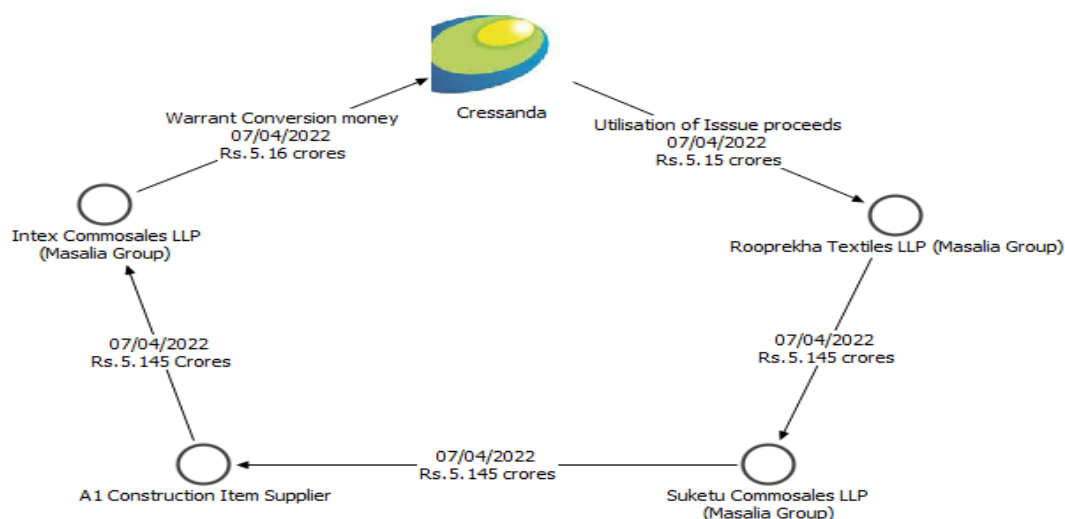 Cressanda
Warrant Conversion money
07/04/2022
Rs.5.16 crores
Utilisation of Isssue proceeds
07/04/2022
Rs.5.15 crores
Intex Commosales LLP
(Masalia Group)
Rooprekha Textiles LLP (Masalia Group)
07/04/2022
Rs.5.145 Crores
07/04/2022
Rs.5.145 crores
07/04/2022
Rs.5.145 crores
A1 Construction Item Supplier
Suketu Commosales LLP
(Masalia Group)